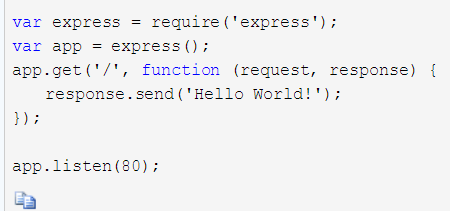 var express = require('express');
var app = express();
app.get('/', function (request, response) {
   response.send('Hello World!');
});

app.listen(80);